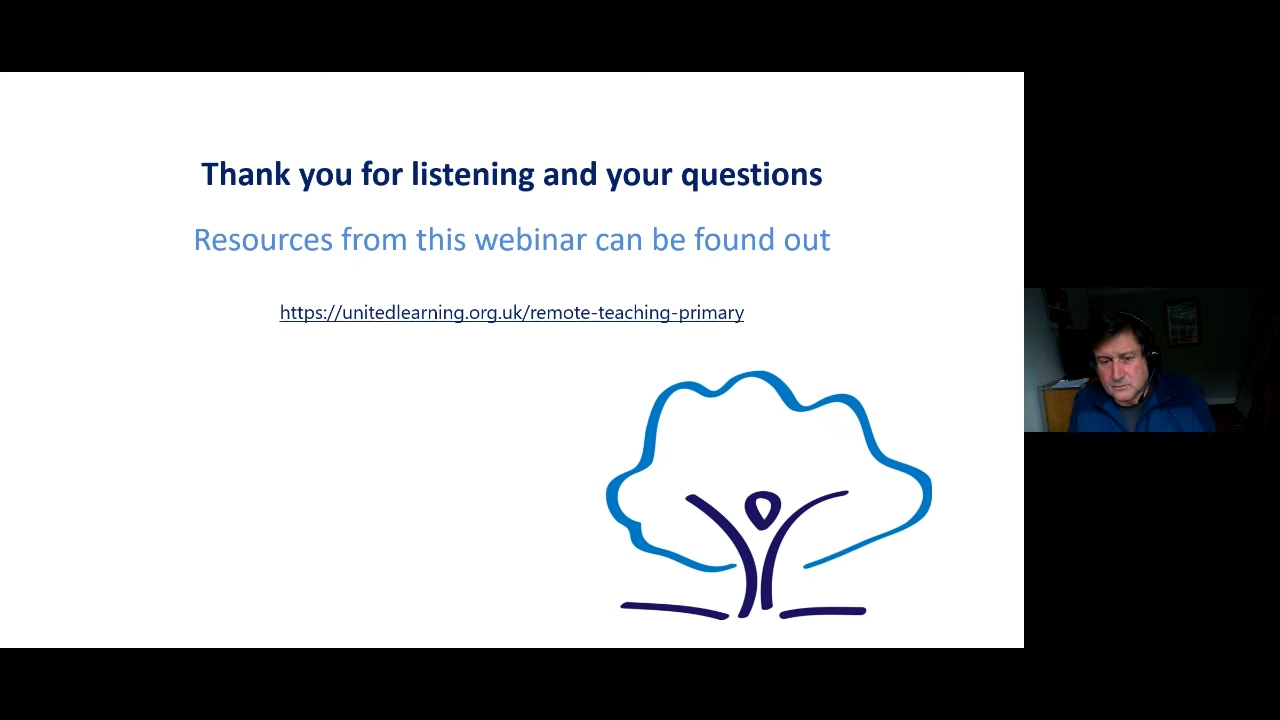 Thank you for listening and your questions
Resources from this webinar can be found out
https://unitedlearning.org.uk/remote-teaching-primary